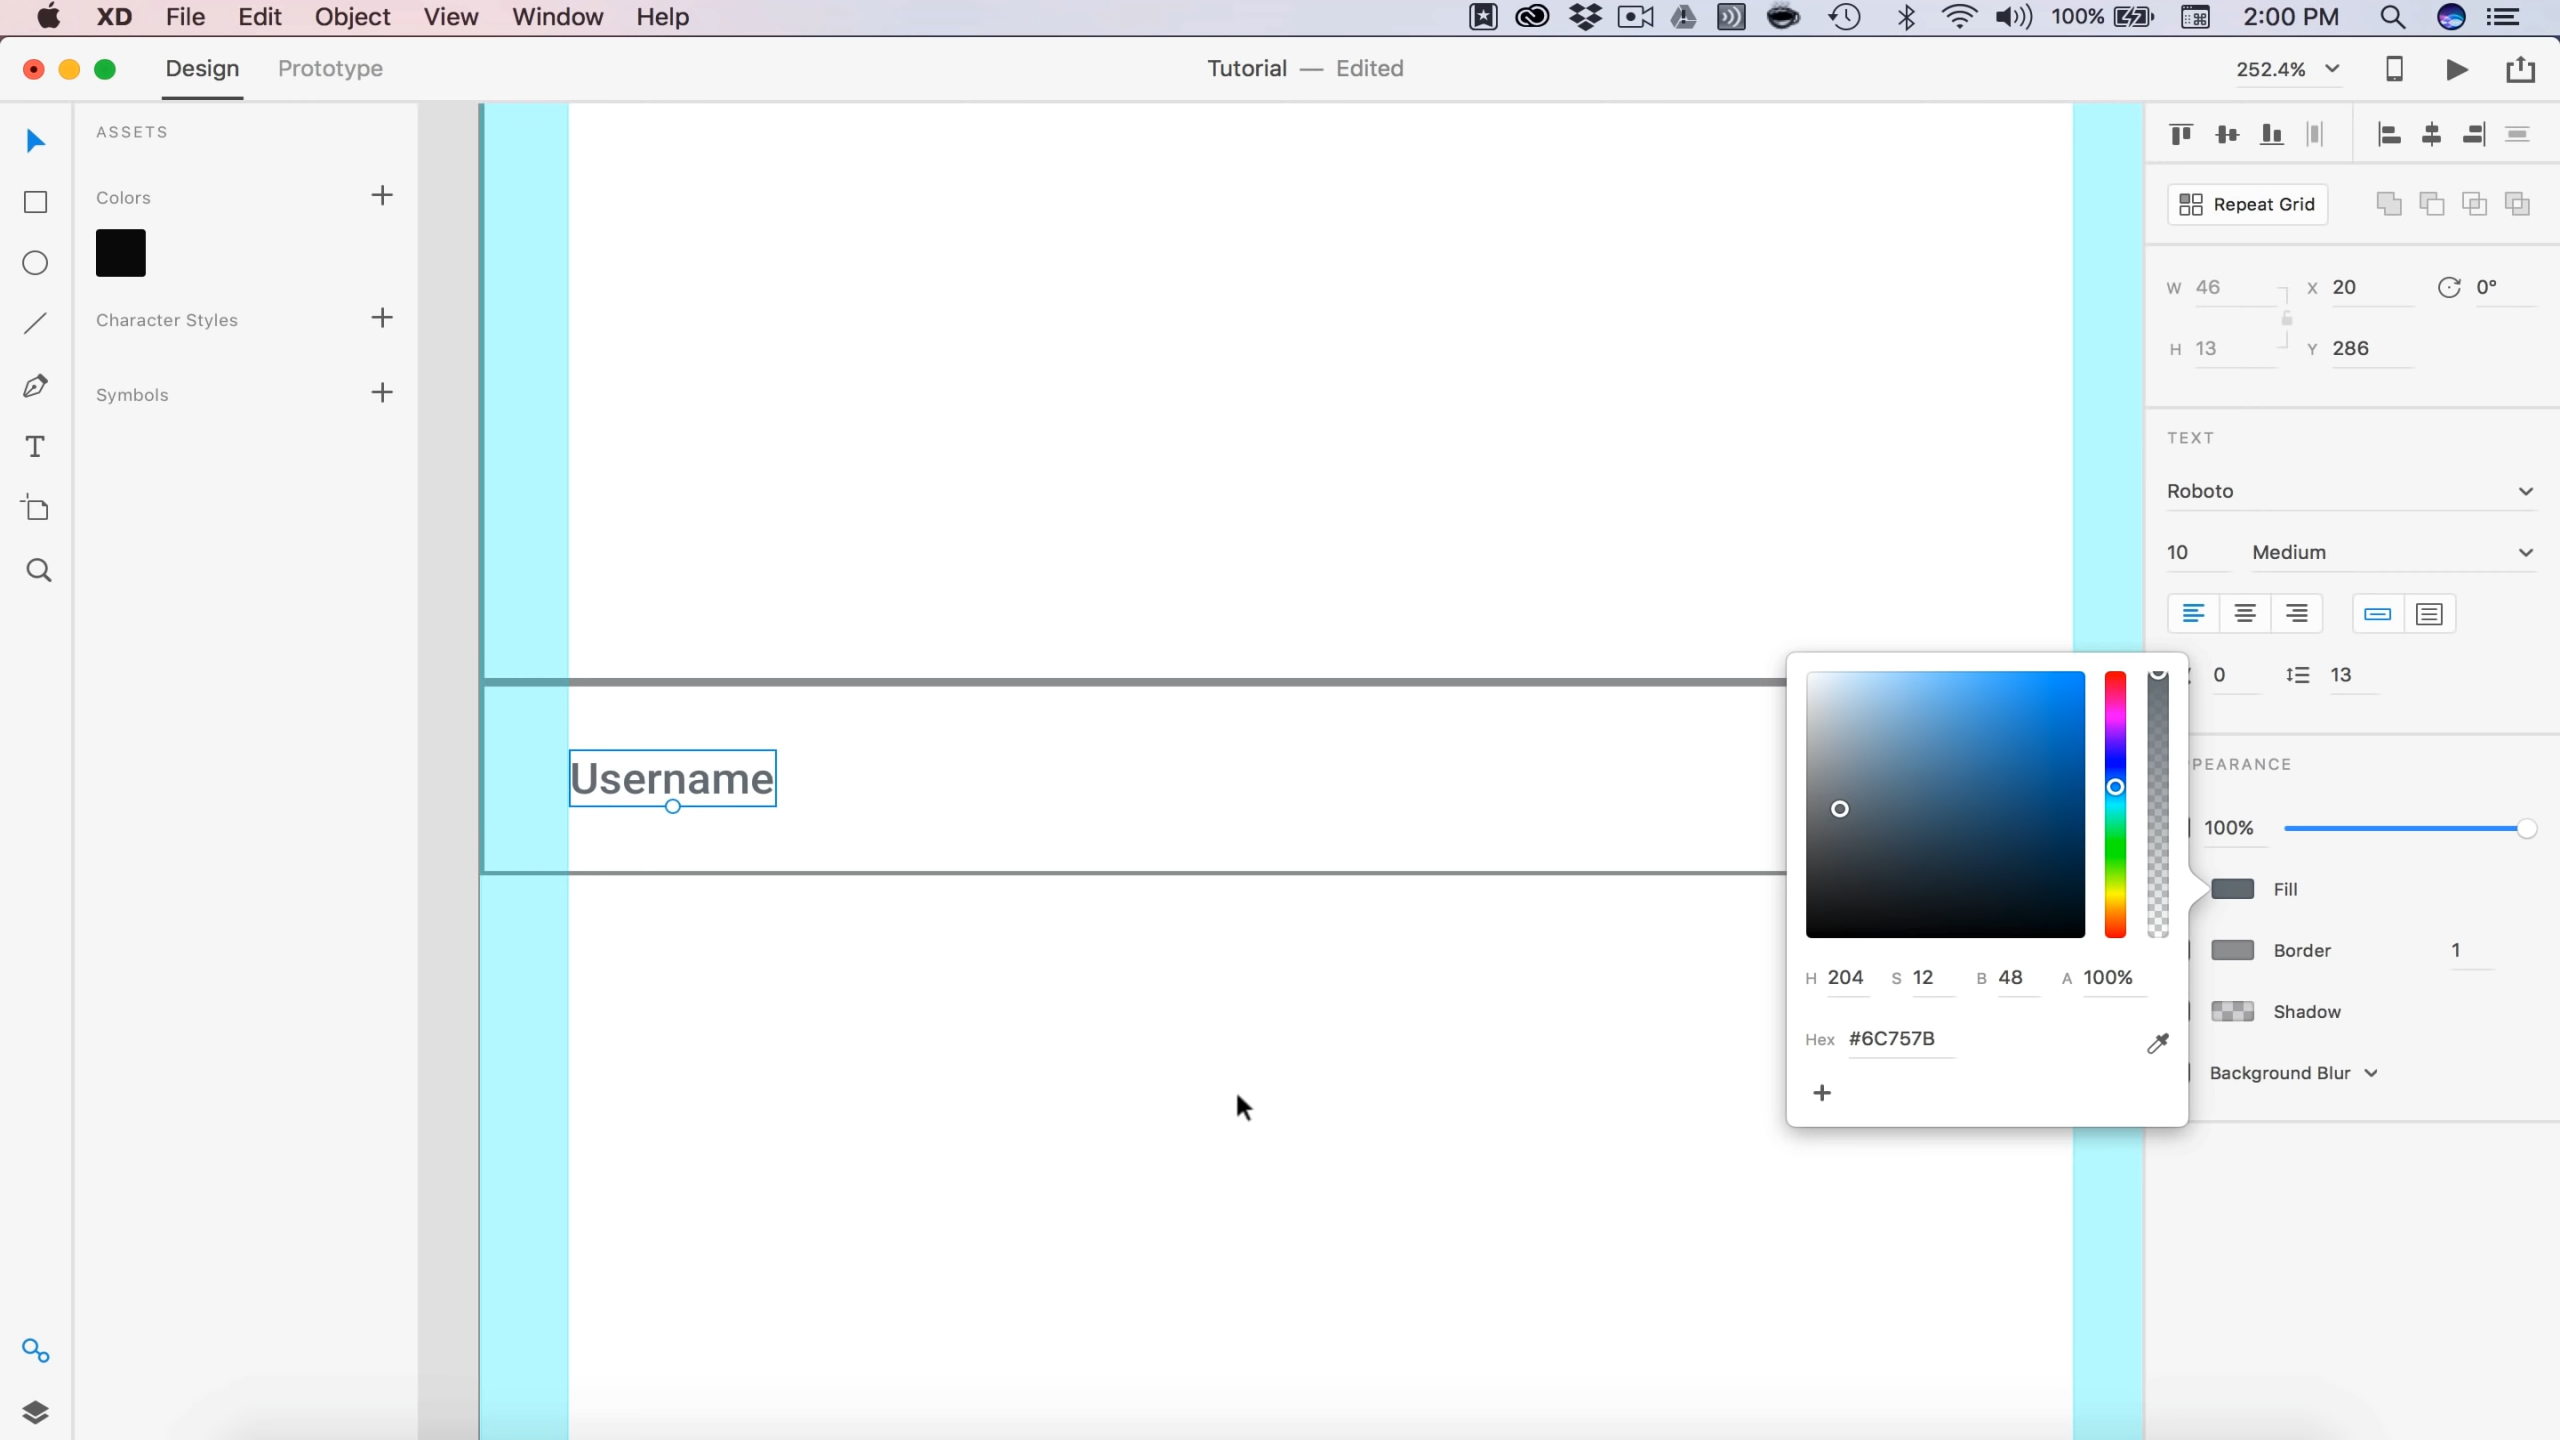 XD File Edit Object View Window Help 100% 2:00 PM
Design Prototype Tutorial — Edited 252.4%
ASSETS
Colors
Character Styles
Symbols
Username
Repeat Grid
W 46 X 20 0°
H 13 Y 286
TEXT
Roboto
10 Medium
0 13
PEARANCE
100%
Fill
Border 1
Shadow
Background Blur
H 204 S 12 B 48 A 100%
Hex #6C757B